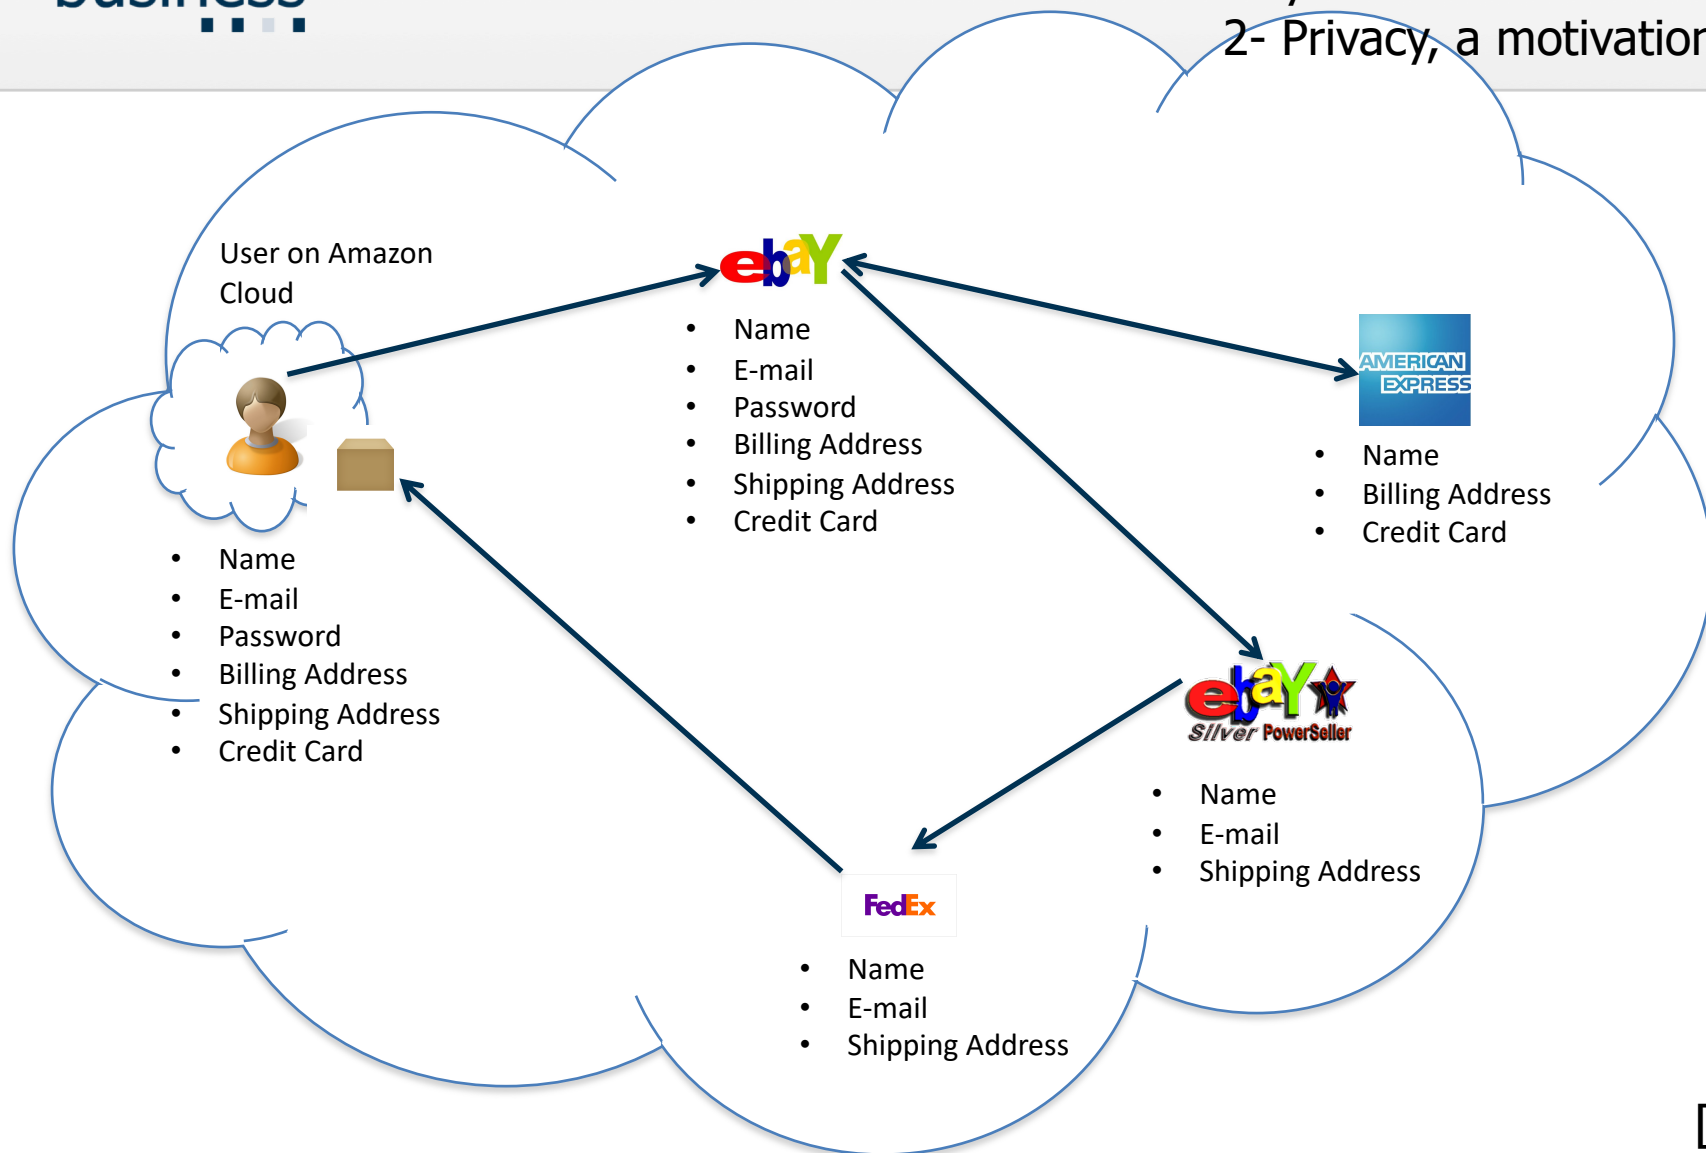 business
2- Privacy, a motivation
User on Amazon
Cloud
• Name
• E-mail
• Password
• Billing Address
• Shipping Address
• Credit Card
ebaY
• Name
• E-mail
• Password
• Billing Address
• Shipping Address
• Credit Card
AMERICAN
EXPRESS
• Name
• Billing Address
• Credit Card
ebaY
Silver PowerSeller
• Name
• E-mail
• Shipping Address
FedEx
• Name
• E-mail
• Shipping Address
[